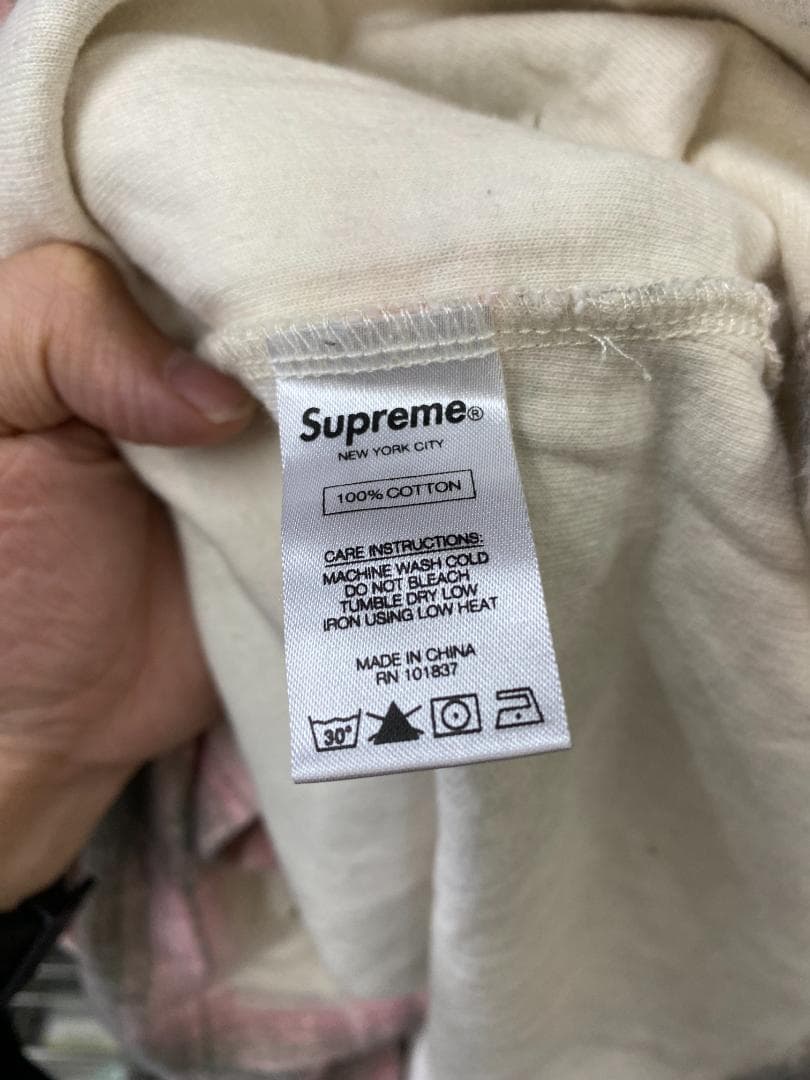 Supreme®
NEW YORK CITY
100% COTTON
CARE INSTRUCTIONS:
MACHINE WASH COLD
DO NOT BLEACH
TUMBLE DRY LOW
IRON USING LOW HEAT
MADE IN CHINA
RN 101837
30°